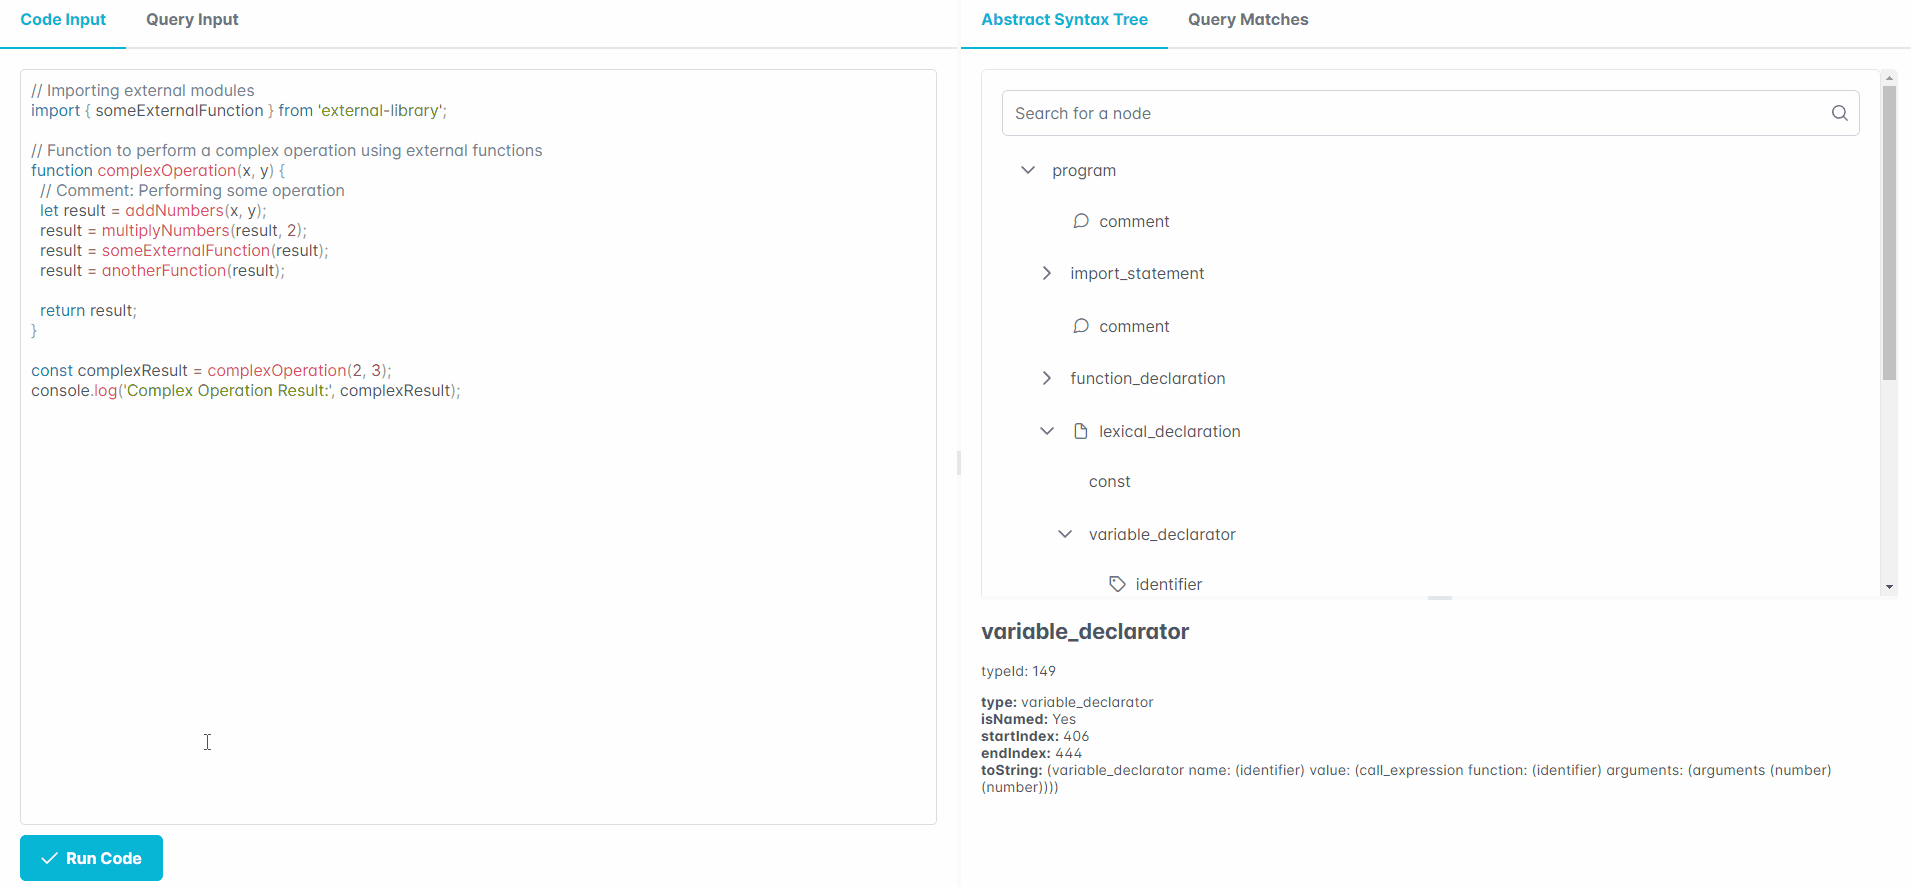 Code Input
Query Input
// Importing external modules
import { someExternalFunction } from 'external-library';
// Function to perform a complex operation using external functions
function complexOperation(x, y) {
// Comment: Performing some operation
let result = addNumbers(x, y);
result = multiplyNumbers(result, 2);
result = someExternalFunction(result);
result = anotherFunction(result);
return result;
}
const complexResult = complexOperation(2, 3);
console.log('Complex Operation Result:', complexResult);
Run Code
Abstract Syntax Tree
Query Matches
Search for a node
program
comment
import_statement
comment
function_declaration
lexical_declaration
const
variable_declarator
identifier
variable_declarator
typeId: 149
type: variable_declarator
isNamed: Yes
startIndex: 406
endIndex: 444
toString: (variable_declarator name: (identifier) value: (call_expression function: (identifier) arguments: (arguments (number)
(number))))